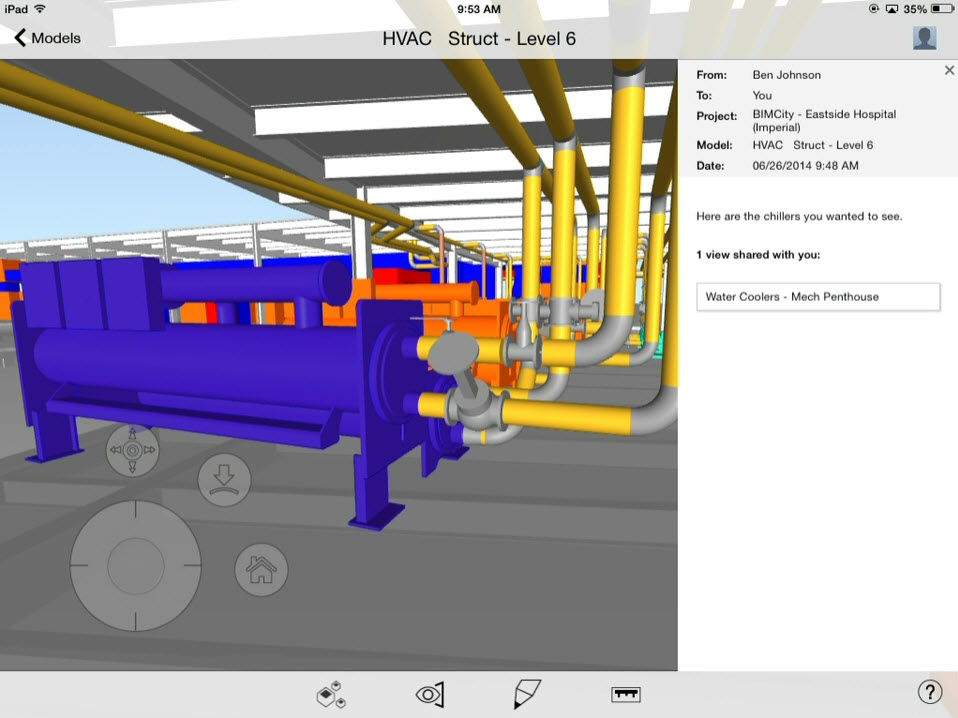 iPad 9:53 AM 35%
Models HVAC Struct - Level 6
From: Ben Johnson
To: You
Project: BIMCity - Eastside Hospital
(Imperial)
Model: HVAC Struct - Level 6
Date: 06/26/2014 9:48 AM
Here are the chillers you wanted to see.
1 view shared with you:
Water Coolers - Mech Penthouse
?